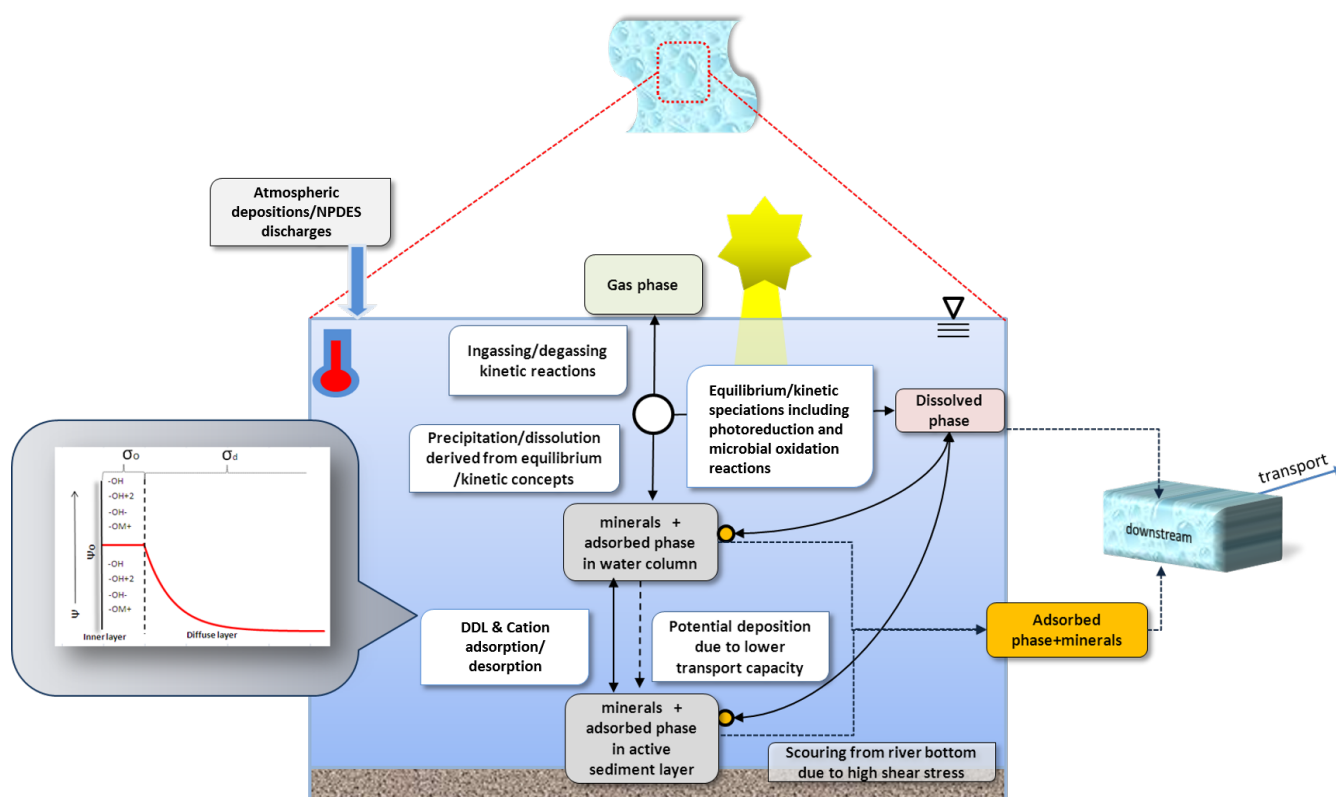 Atmospheric
depositions/NPDES
discharges
Gas phase
Ingassing/degassing
kinetic reactions
Equilibrium/kinetic
speciations including
photoreduction and
microbial oxidation
reactions
Dissolved
phase
Precipitation/dissolution
derived from equilibrium
/kinetic concepts
transport
downstream
σo
σd
-OH
-OH+2
-OH-
-OM+
Ψo
-OH
-OH+2
-OH-
-OM+
Ψ
Inner layer
Diffuse layer
minerals +
adsorbed phase
in water column
DDL & Cation
adsorption/
desorption
Potential deposition
due to lower
transport capacity
Adsorbed
phase+minerals
minerals +
adsorbed phase
in active
sediment layer
Scouring from river bottom
due to high shear stress